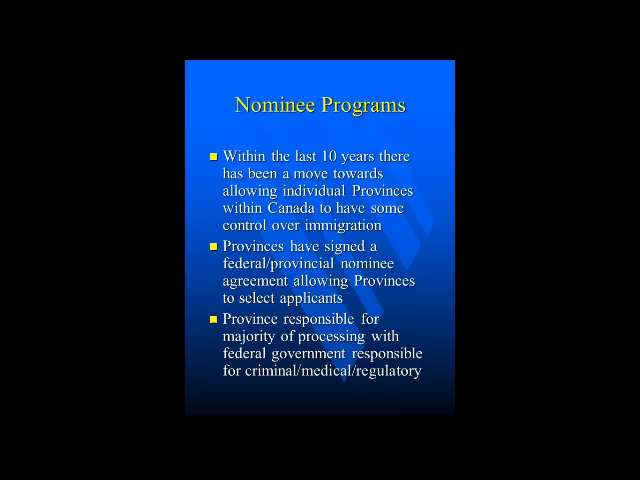 Nominee Programs
Within the last 10 years there
has been a move towards
allowing individual Provinces
within Canada to have some
control over immigration
Provinces have signed a
federal/provincial nominee
agreement allowing Provinces
to select applicants
Province responsible for
majority of processing with
federal government responsible
for criminal/medical/regulatory